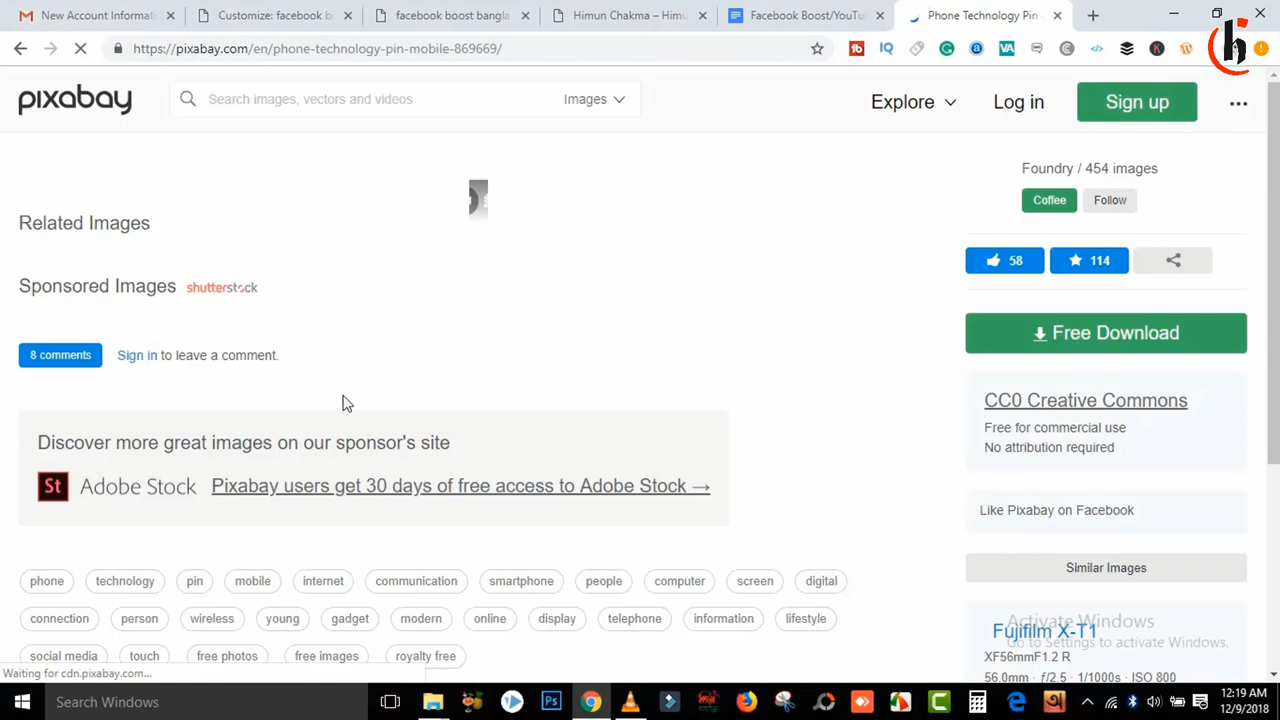 New Account Informati
Customize: facebook b
facebook boost bangla
Himun Chakma – Himu
Facebook Boost/YouTu
Phone Technology Pin
https://pixabay.com/en/phone-technology-pin-mobile-869669/
pixabay
Search images, vectors and videos
Images
Explore
Log in
Sign up
Foundry / 454 images
Coffee
Follow
Related Images
58
114
Sponsored Images shutterstock
Free Download
8 comments
Sign in to leave a comment.
CC0 Creative Commons
Free for commercial use
No attribution required
Discover more great images on our sponsor's site
St Adobe Stock Pixabay users get 30 days of free access to Adobe Stock →
Like Pixabay on Facebook
Similar Images
phone technology pin mobile internet communication smartphone people computer screen digital
connection person wireless young gadget modern online display telephone information lifestyle
social media touch free photos free images royalty free
Activate Windows
Go to Settings to activate Windows.
Fujifilm X-T1
XF56mmF1.2 R
56.0mm · ƒ/2.5 · 1/1000s · ISO 800
Waiting for cdn.pixabay.com...
Search Windows
12:19 AM
12/9/2018